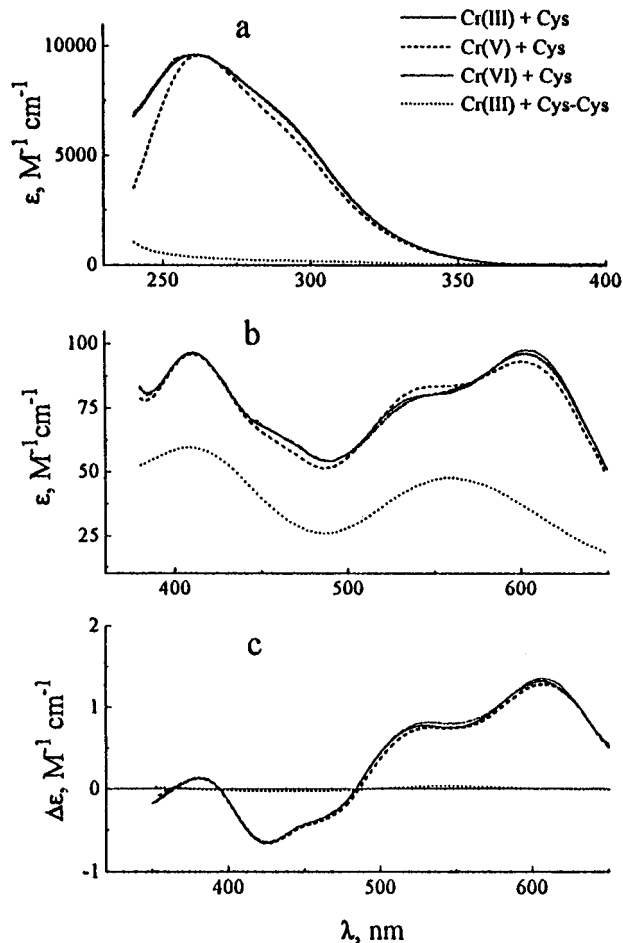 a
Cr(III) + Cys
Cr(V) + Cys
Cr(VI) + Cys
Cr(III) + Cys-Cys
ε, M⁻¹ cm⁻¹
10000
5000
0
250 300 350 400
b
ε, M⁻¹cm⁻¹
100
75
50
25
400 500 600
c
Δε, M⁻¹ cm⁻¹
2
1
0
-1
400 500 600
λ, nm